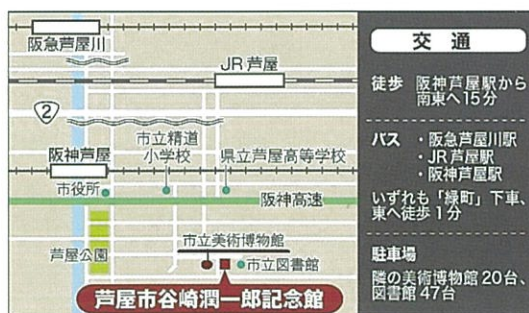 阪急芦屋川
JR芦屋
2
市立精道
小学校
県立芦屋高等学校
阪神芦屋
市役所
阪神高速
芦屋公園
市立美術博物館
市立図書館
芦屋市谷崎潤一郎記念館
交通
徒歩 阪神芦屋駅から
南東へ15分
バス ・阪急芦屋川駅
・JR芦屋駅
・阪神芦屋駅
いずれも「緑町」下車、
東へ徒歩1分
駐車場
隣の美術博物館20台、
図書館47台